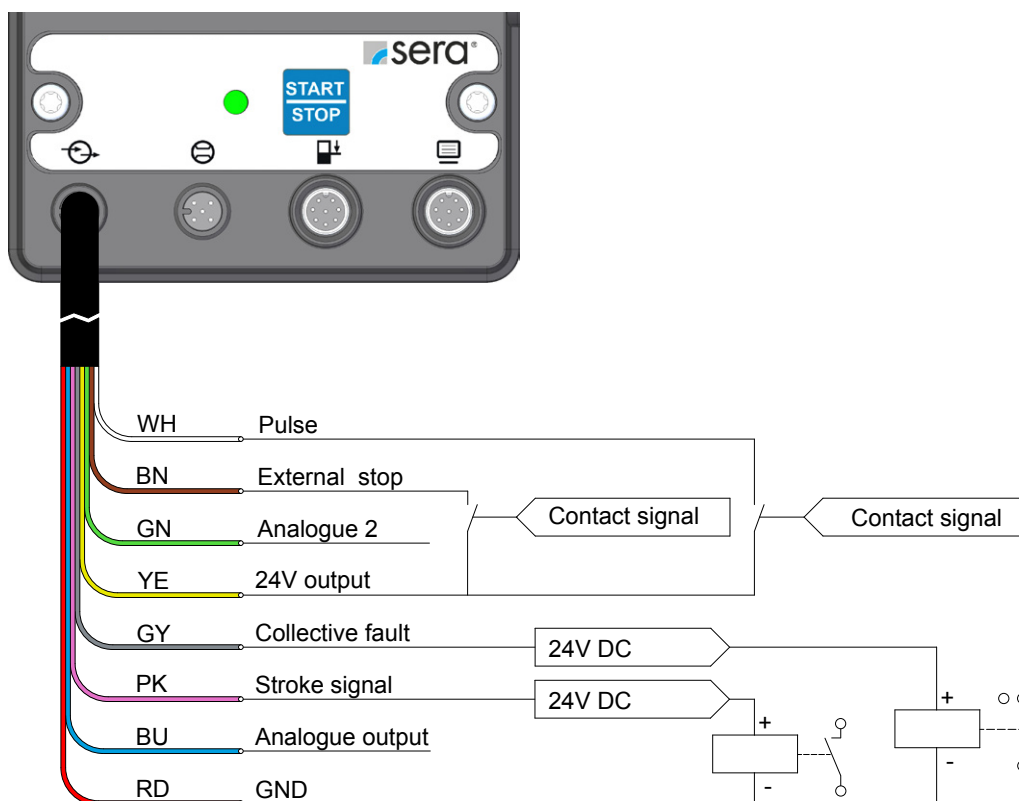 sera®
START
STOP
WH Pulse
BN External stop
Contact signal
Contact signal
GN Analogue 2
YE 24V output
GY Collective fault
24V DC
PK Stroke signal
24V DC
+
+
BU Analogue output
-
-
RD GND